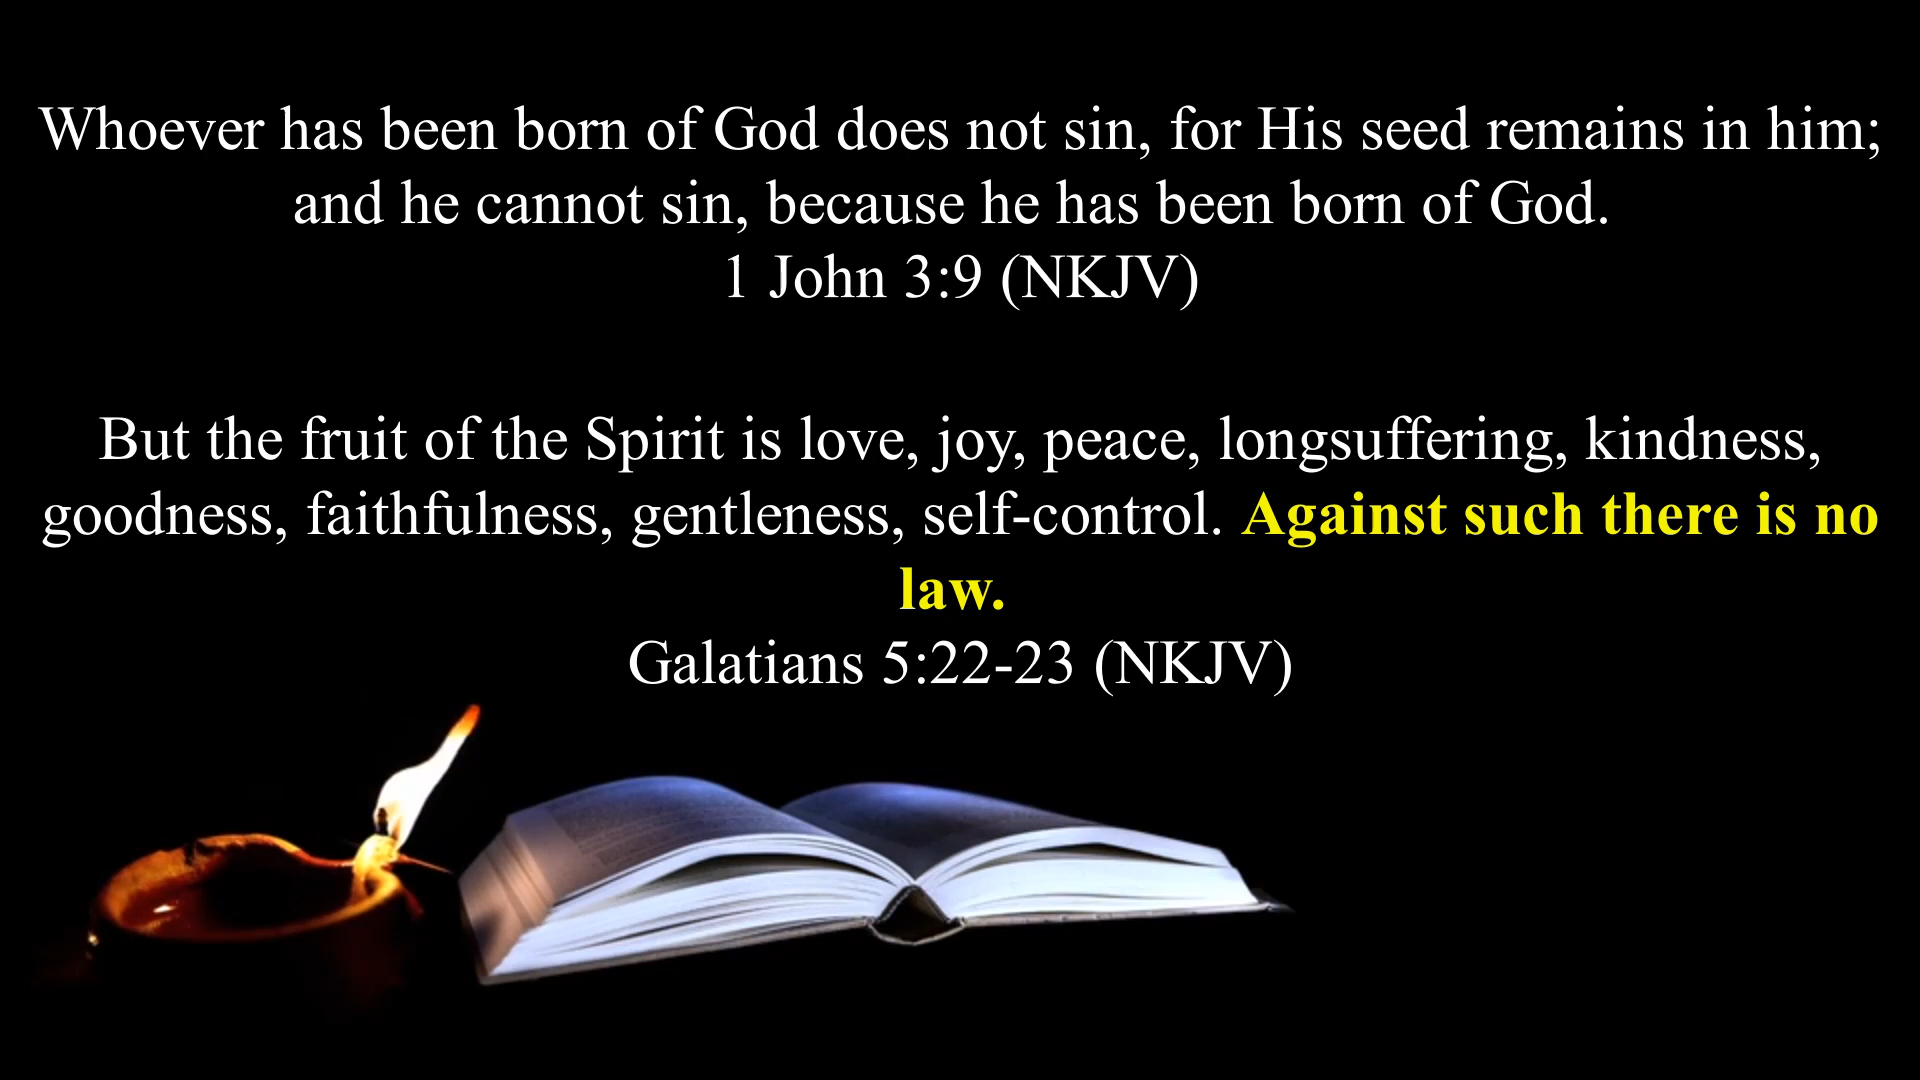 Whoever has been born of God does not sin, for His seed remains in him;
and he cannot sin, because he has been born of God.
1 John 3:9 (NKJV)
But the fruit of the Spirit is love, joy, peace, longsuffering, kindness,
goodness, faithfulness, gentleness, self-control. Against such there is no
law.
Galatians 5:22-23 (NKJV)